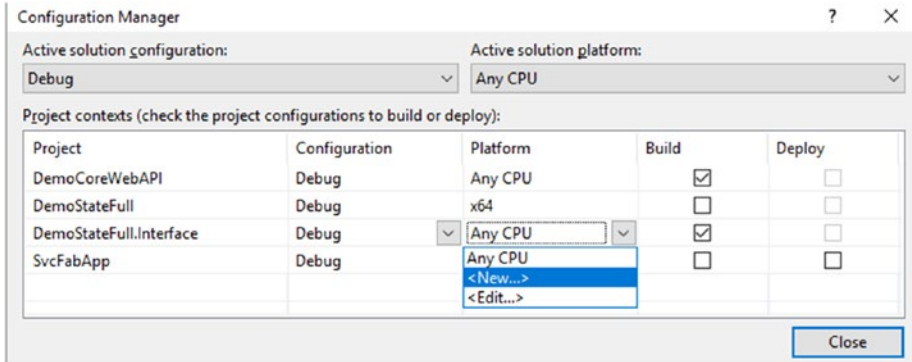 Configuration Manager ? ×
Active solution configuration: Active solution platform:
Debug Any CPU
Project contexts (check the project configurations to build or deploy):
Project Configuration Platform Build Deploy
DemoCoreWebAPI Debug Any CPU
DemoStateFull Debug x64
DemoStateFull.Interface Debug Any CPU
SvcFabApp Debug Any CPU
<New...>
<Edit...>
Close